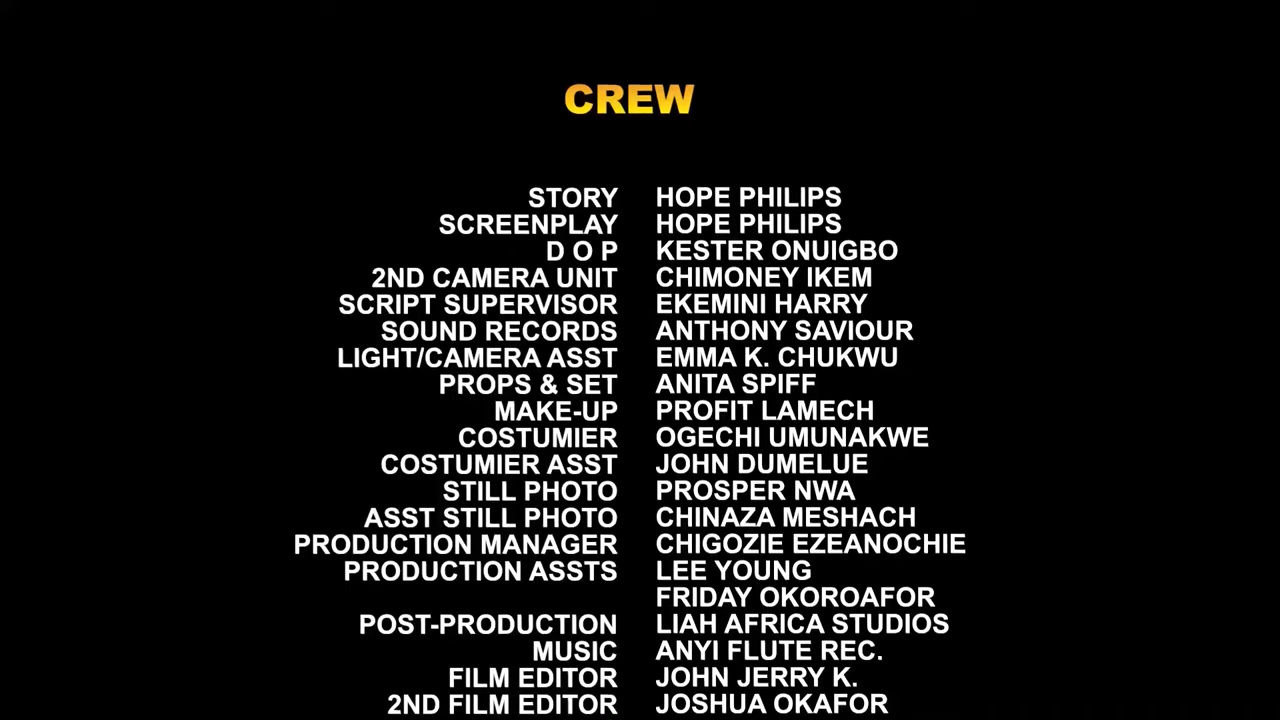 CREW
STORY HOPE PHILIPS
SCREENPLAY HOPE PHILIPS
D O P KESTER ONUIGBO
2ND CAMERA UNIT CHIMONEY IKEM
SCRIPT SUPERVISOR EKEMINI HARRY
SOUND RECORDS ANTHONY SAVIOUR
LIGHT/CAMERA ASST EMMA K. CHUKWU
PROPS & SET ANITA SPIFF
MAKE-UP PROFIT LAMECH
COSTUMIER OGECHI UMUNAKWE
COSTUMIER ASST JOHN DUMELUE
STILL PHOTO PROSPER NWA
ASST STILL PHOTO CHINAZA MESHACH
PRODUCTION MANAGER CHIGOZIE EZEANOCHIE
PRODUCTION ASSTS LEE YOUNG
FRIDAY OKOROAFOR
POST-PRODUCTION LIAH AFRICA STUDIOS
MUSIC ANYI FLUTE REC.
FILM EDITOR JOHN JERRY K.
2ND FILM EDITOR JOSHUA OKAFOR